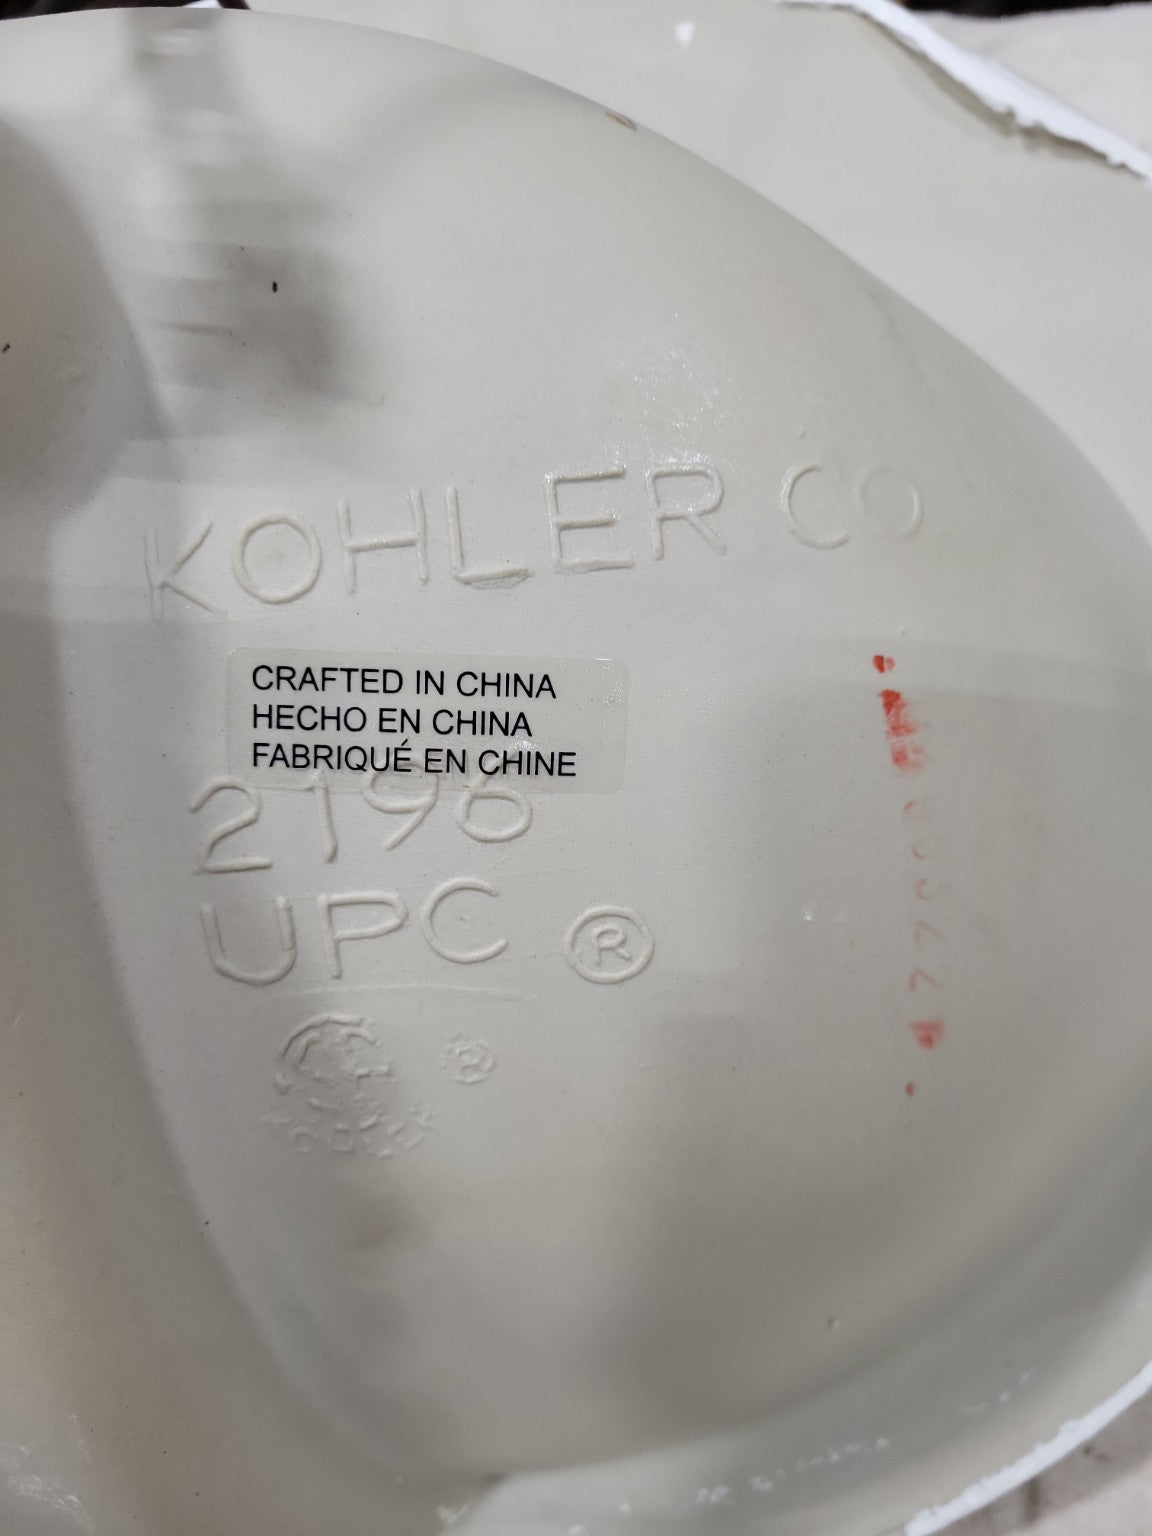 KOHLER CO
CRAFTED IN CHINA
HECHO EN CHINA
FABRIQUÉ EN CHINE
2196
UPC ®
®